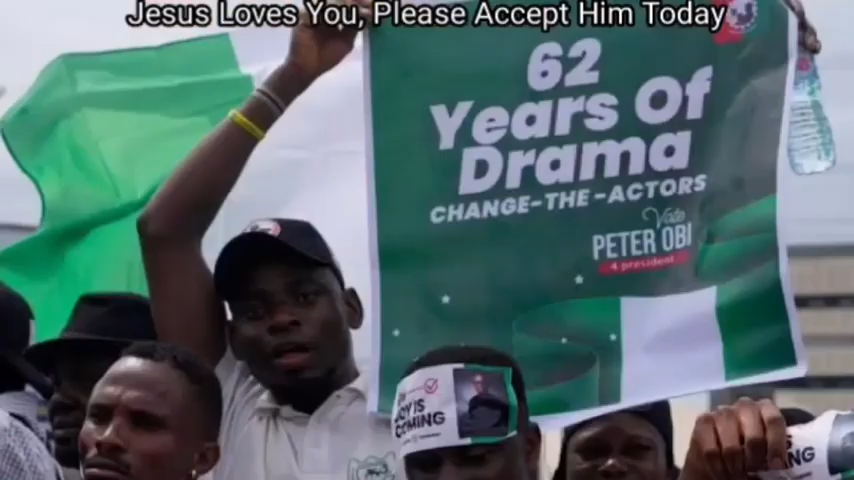 Jesus Loves You, Please Accept Him Today
62
Years Of
Drama
CHANGE-THE-ACTORS
Vote
PETER OBI
4 president
JOY IS
COMING
NG